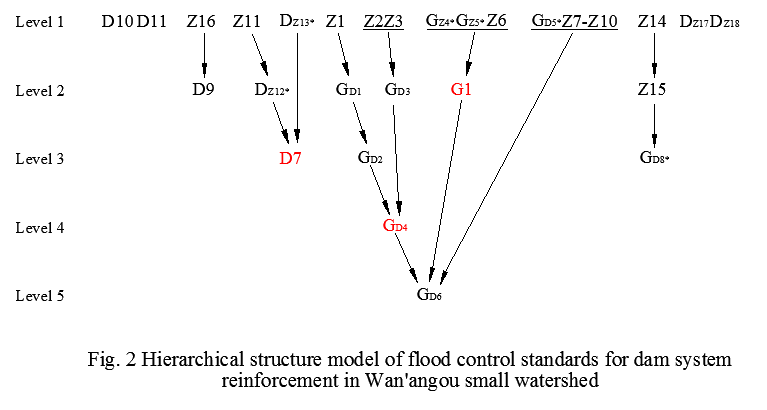 Level 1 D10 D11 Z16 Z11 DZ13* Z1 Z2Z3 GZ4*GZ5*Z6 GD5*Z7-Z10 Z14 DZ17DZ18
Level 2 D9 DZ12* GD1 GD3 G1 Z15
Level 3 D7 GD2 GD8*
Level 4 GD4
Level 5 GD6
Fig. 2 Hierarchical structure model of flood control standards for dam system
reinforcement in Wan'angou small watershed